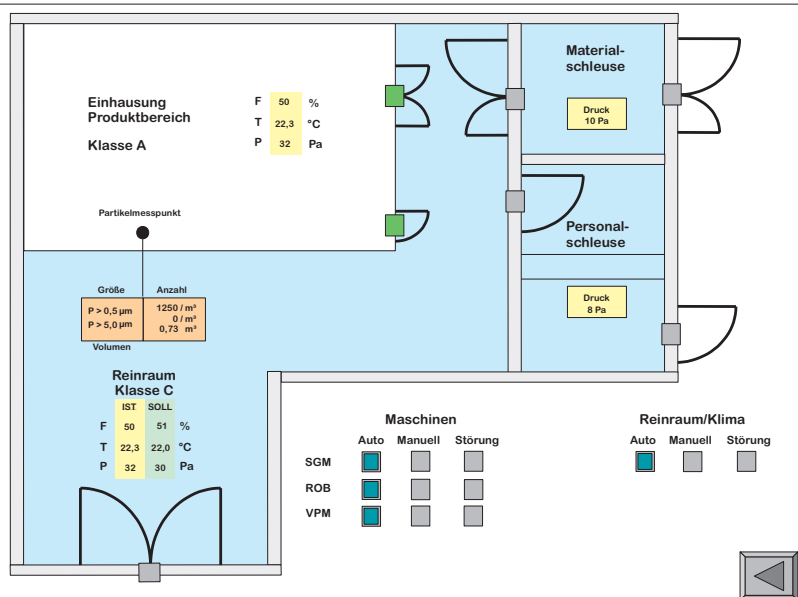 Einhausung
Produktbereich
Klasse A
F 50 %
T 22,3 °C
P 32 Pa
Material-
schleuse
Druck
10 Pa
Personal-
schleuse
Druck
8 Pa
Partikelmesspunkt
Größe Anzahl
P > 0,5 µm 1250 / m³
P > 5,0 µm 0 / m³
0,73 m³
Volumen
Reinraum
Klasse C
IST SOLL
F 50 51 %
T 22,3 22,0 °C
P 32 30 Pa
Maschinen
Auto Manuell Störung
SGM
ROB
VPM
Reinraum/Klima
Auto Manuell Störung